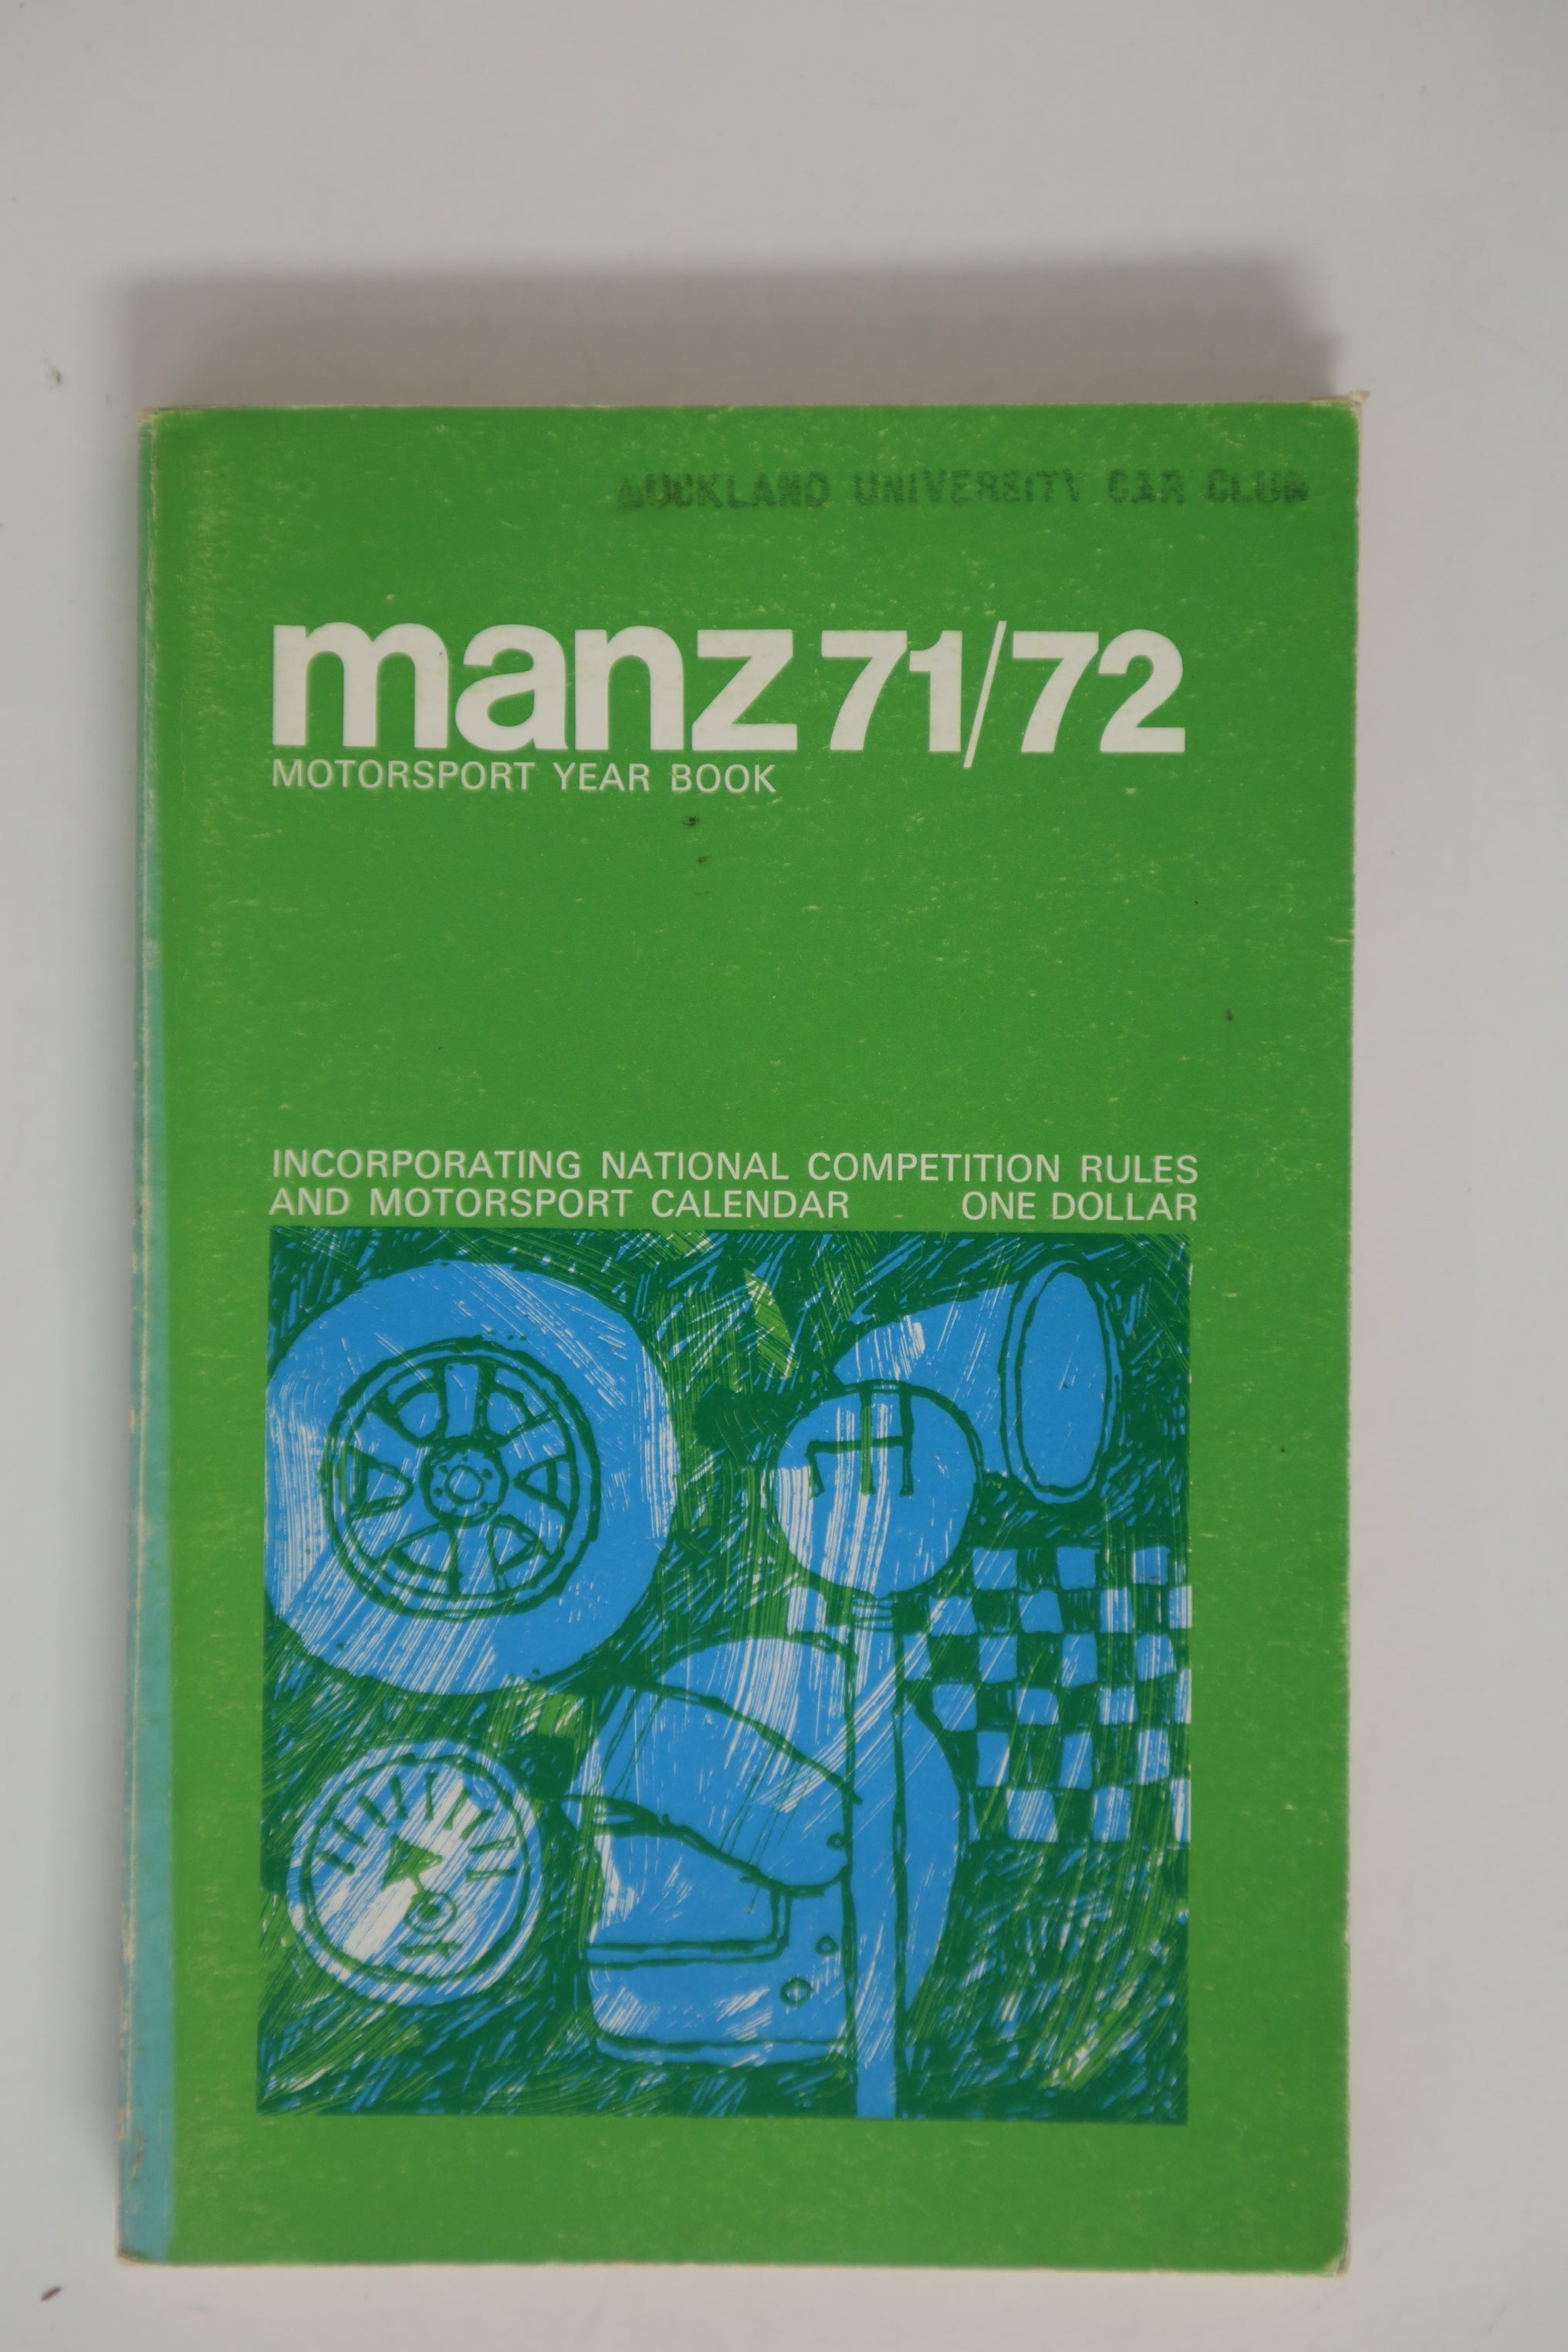 AUCKLAND UNIVERSITY CAR CLUB
manz 71/72
MOTORSPORT YEAR BOOK
INCORPORATING NATIONAL COMPETITION RULES
AND MOTORSPORT CALENDAR ONE DOLLAR